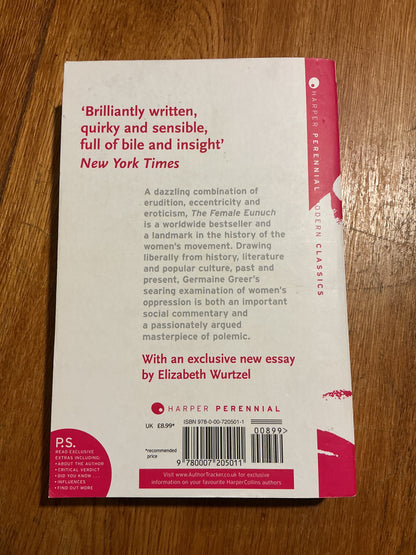 ‘Brilliantly written,
quirky and sensible,
full of bile and insight’
New York Times
A dazzling combination of
erudition, eccentricity and
eroticism, The Female Eunuch
is a worldwide bestseller and
a landmark in the history of the
women's movement. Drawing
liberally from history, literature
and popular culture, past and
present, Germaine Greer's
searing examination of women's
oppression is both an important
social commentary and
a passionately argued
masterpiece of polemic.
With an exclusive new essay
by Elizabeth Wurtzel
HARPER PERENNIAL
UK £8.99*
*recommended
price
ISBN 978-0-00-720501-1
00899>
9 780007 205011
Visit www.AuthorTracker.co.uk for exclusive
information on your favourite HarperCollins authors
P.S.
READ EXCLUSIVE
EXTRAS INCLUDING:
• ABOUT THE AUTHOR
• CRITICAL VERDICT
• DID YOU KNOW . . .
• INFLUENCES
• FIND OUT MORE
HARPER PERENNIAL MODERN CLASSICS